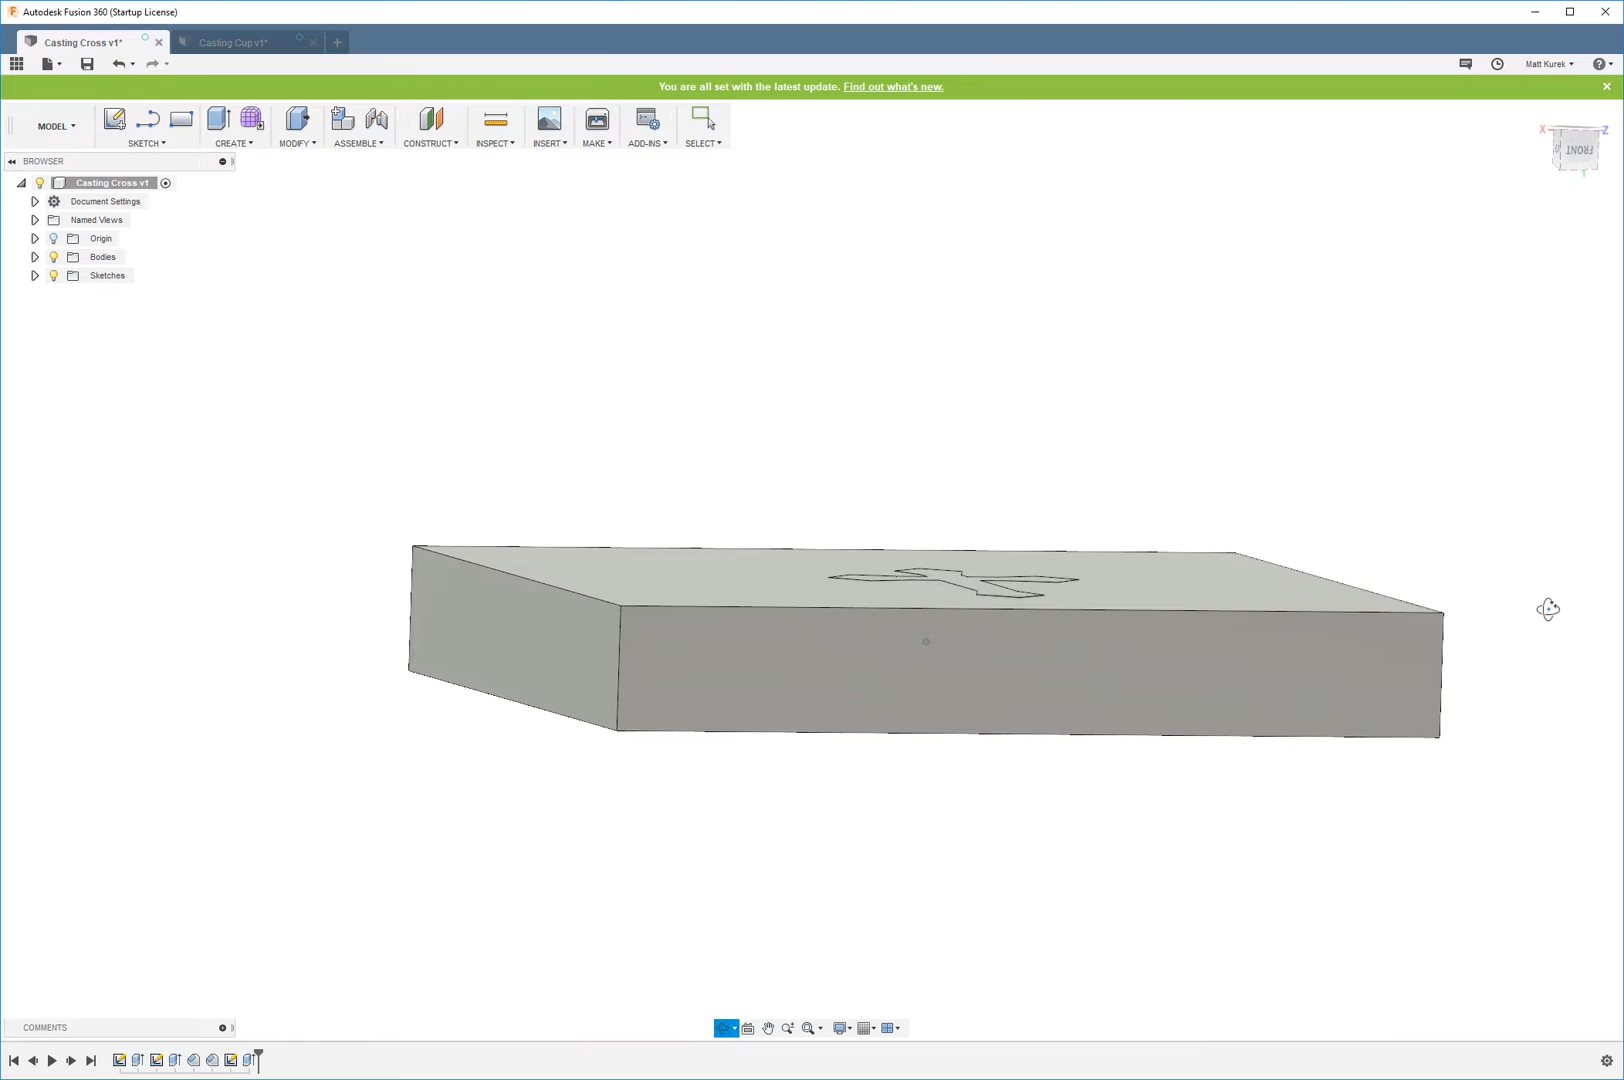 Autodesk Fusion 360 (Startup License)
Casting Cross v1*
Casting Cup v1*
Matt Kurek
You are all set with the latest update. Find out what's new.
MODEL
SKETCH
CREATE
MODIFY
ASSEMBLE
CONSTRUCT
INSPECT
INSERT
MAKE
ADD-INS
SELECT
BROWSER
Casting Cross v1
Document Settings
Named Views
Origin
Bodies
Sketches
X
Z
FRONT
COMMENTS